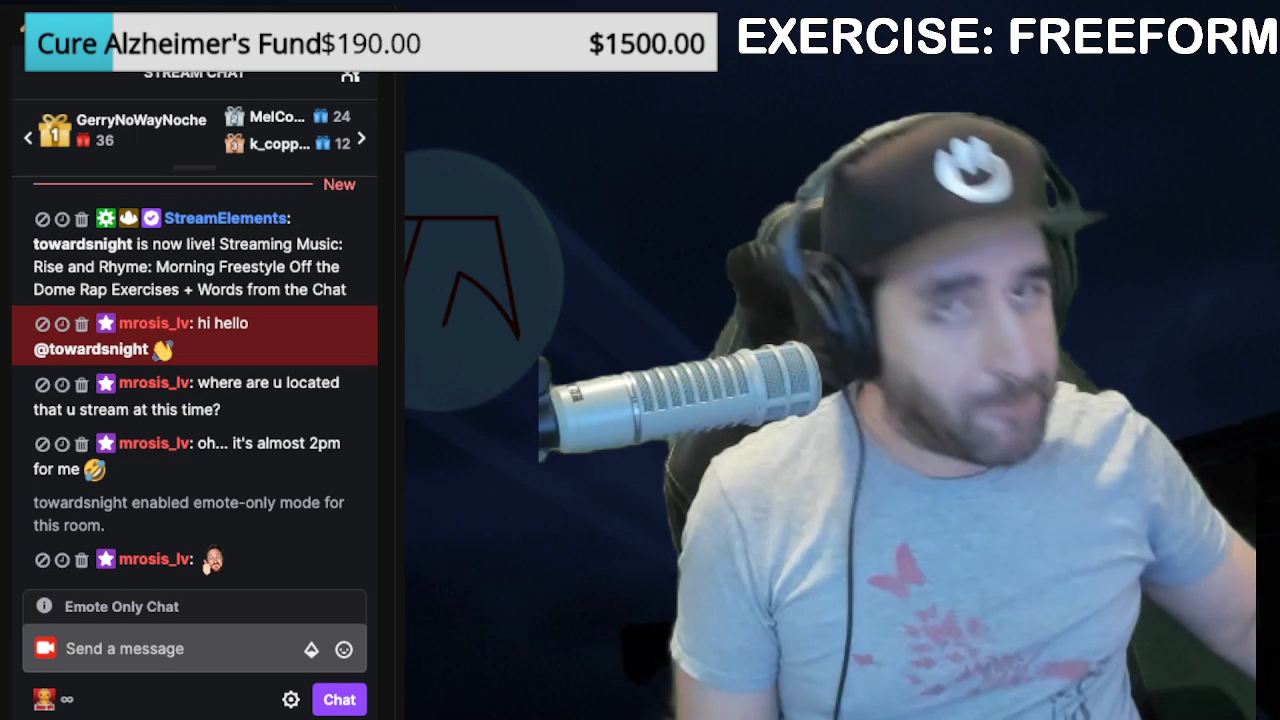 Cure Alzheimer's Fund$190.00 $1500.00
EXERCISE: FREEFORM
STREAM CHAT
GerryNoWayNoche
36
MelCo... 24
k_copp... 12
New
StreamElements:
towardsnight is now live! Streaming Music:
Rise and Rhyme: Morning Freestyle Off the
Dome Rap Exercises + Words from the Chat
mrosis_lv: hi hello
@towardsnight
mrosis_lv: where are u located
that u stream at this time?
mrosis_lv: oh... it's almost 2pm
for me
towardsnight enabled emote-only mode for
this room.
mrosis_lv:
Emote Only Chat
Send a message
Chat